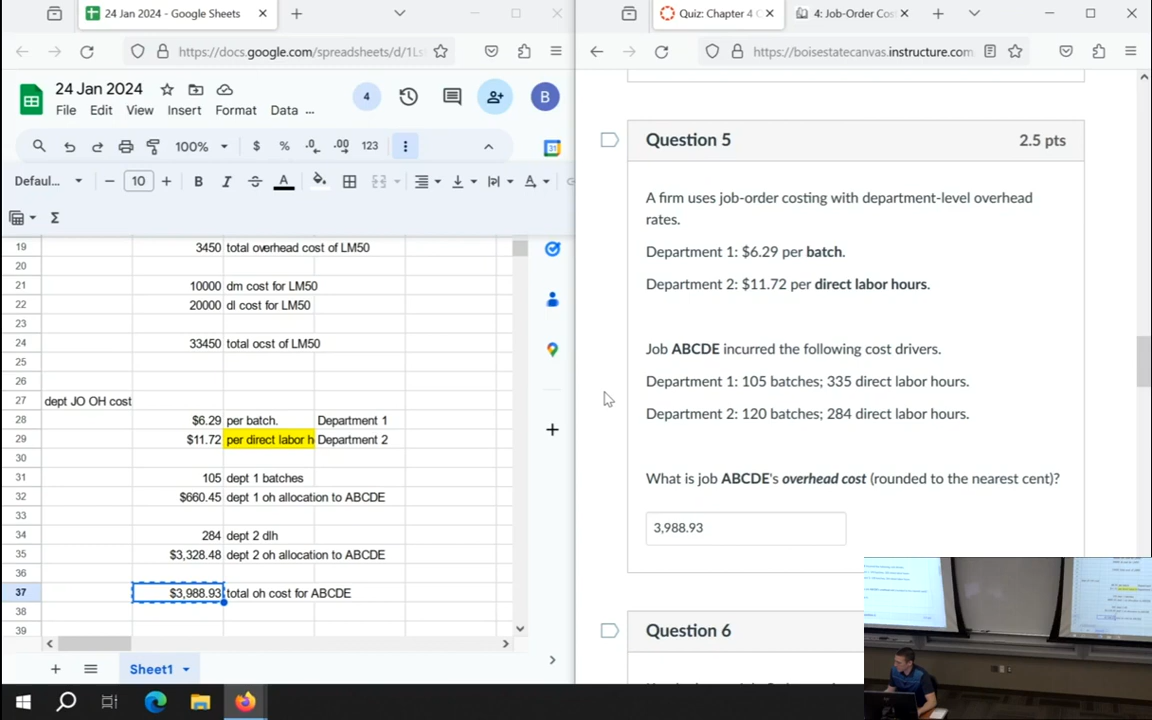 24 Jan 2024 - Google Sheets
https://docs.google.com/spreadsheets/d/1Ls
24 Jan 2024
File Edit View Insert Format Data ...
4
B
100%
$ % .0 .00 123
31
Defaul... 10 B I A
19 3450 total overhead cost of LM50
20
21 10000 dm cost for LM50
22 20000 dl cost for LM50
23
24 33450 total ocst of LM50
25
26
27 dept JO OH cost
28 $6.29 per batch. Department 1
29 $11.72 per direct labor h Department 2
30
31 105 dept 1 batches
32 $660.45 dept 1 oh allocation to ABCDE
33
34 284 dept 2 dlh
35 $3,328.48 dept 2 oh allocation to ABCDE
36
37 $3,988.93 total oh cost for ABCDE
38
39
Sheet1
Quiz: Chapter 4 C
4: Job-Order Cos
https://boisestatecanvas.instructure.com
Question 5 2.5 pts
A firm uses job-order costing with department-level overhead
rates.
Department 1: $6.29 per batch.
Department 2: $11.72 per direct labor hours.
Job ABCDE incurred the following cost drivers.
Department 1: 105 batches; 335 direct labor hours.
Department 2: 120 batches; 284 direct labor hours.
What is job ABCDE's overhead cost (rounded to the nearest cent)?
3,988.93
Question 6